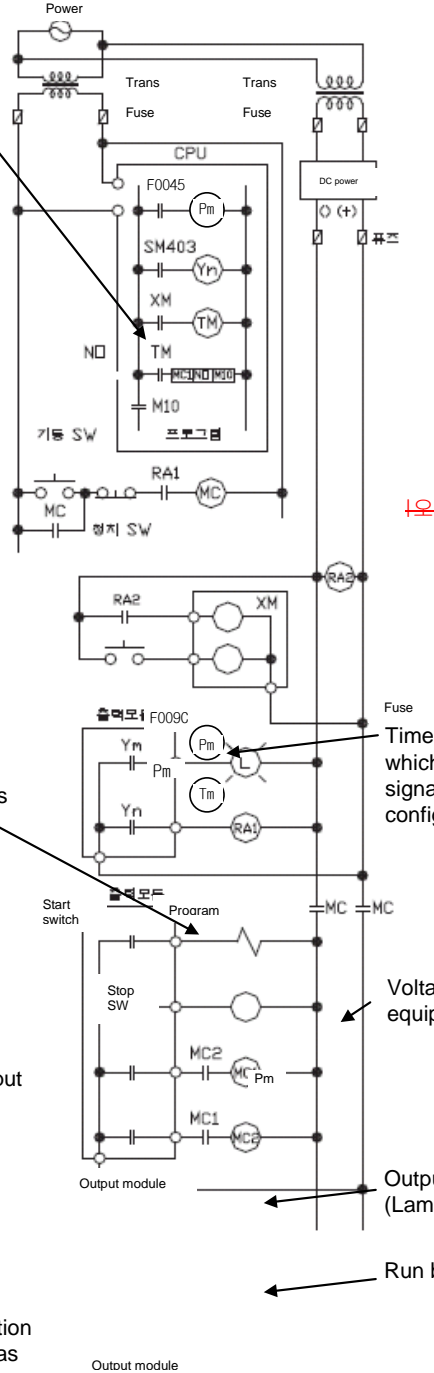 Power
Trans
Trans
Fuse
Fuse
CPU
F0045
Pm
DC power
() (+)
퓨즈
SM403
Yn
XM
TM
N□
TM
MC1 N□ M10
M10
기동 SW
프로그램
RA1
MC
MC
정지 SW
RA2
RA2
XM
출력모
F009C
Fuse
Ym
Pm
Pm
L
Time
which
signa
config
Tm
Yn
RA1
s
출력모드
Start
switch
Program
MC
MC
Stop
SW
Volta
equip
MC2
Pm
out
MC1
MC2
Output module
Outpu
(Lam
Run b
tion
as
Output module